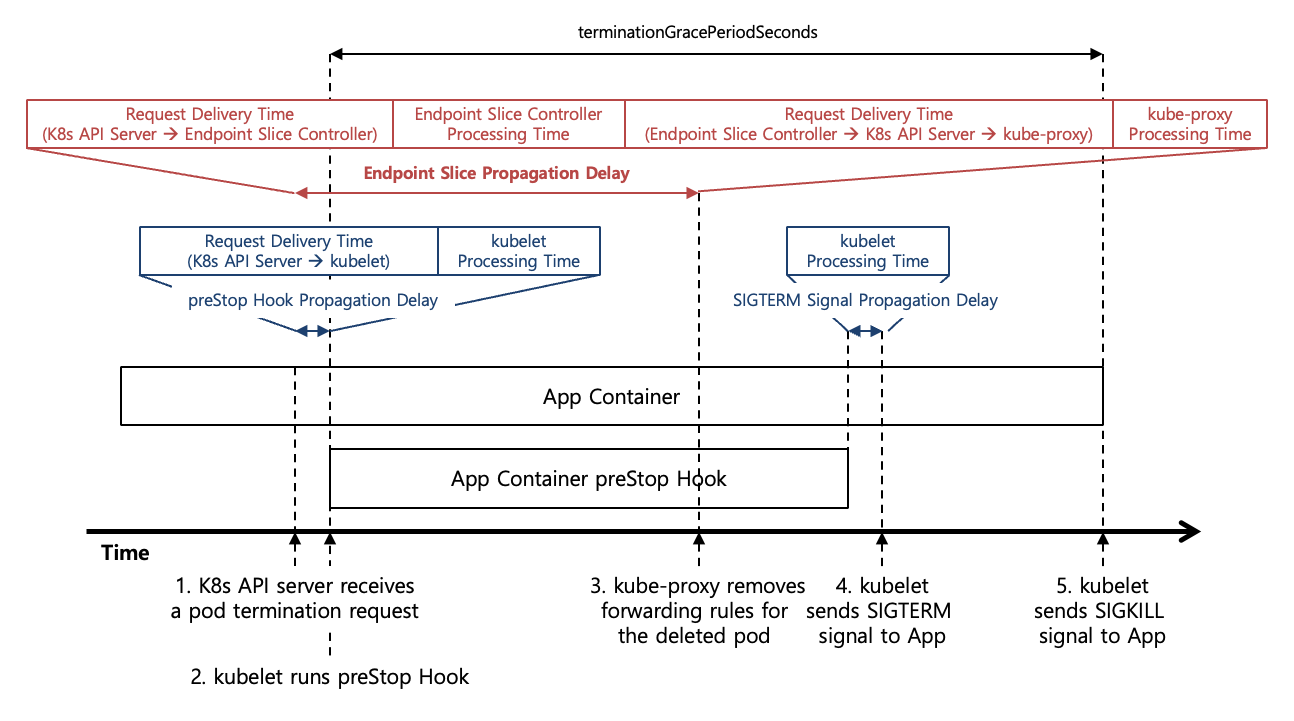 terminationGracePeriodSeconds
Request Delivery Time
(K8s API Server → Endpoint Slice Controller)
Endpoint Slice Controller
Processing Time
Request Delivery Time
(Endpoint Slice Controller → K8s API Server → kube-proxy)
kube-proxy
Processing Time
Endpoint Slice Propagation Delay
Request Delivery Time
(K8s API Server → kubelet)
kubelet
Processing Time
kubelet
Processing Time
preStop Hook Propagation Delay
SIGTERM Signal Propagation Delay
App Container
App Container preStop Hook
Time
1. K8s API server receives
a pod termination request
2. kubelet runs preStop Hook
3. kube-proxy removes
forwarding rules for
the deleted pod
4. kubelet
sends SIGTERM
signal to App
5. kubelet
sends SIGKILL
signal to App